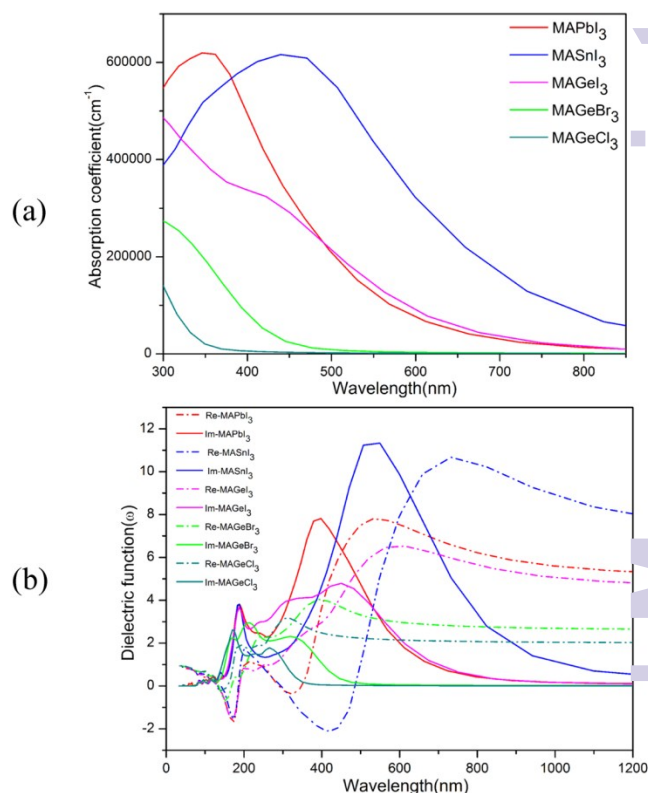 (a)
Absorption coefficient(cm⁻¹)
600000
400000
200000
0
300
400
500
600
700
800
Wavelength(nm)
MAPbI₃
MASnI₃
MAGeI₃
MAGeBr₃
MAGeCl₃
(b)
Dielectric function(ω)
12
10
8
6
4
2
0
-2
0
200
400
600
800
1000
1200
Wavelength(nm)
Re-MAPbI₃
Im-MAPbI₃
Re-MASnI₃
Im-MASnI₃
Re-MAGeI₃
Im-MAGeI₃
Re-MAGeBr₃
Im-MAGeBr₃
Re-MAGeCl₃
Im-MAGeCl₃